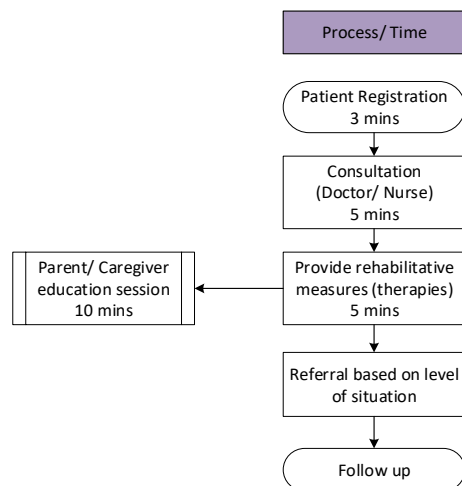 Process/ Time
Patient Registration
3 mins
Consultation
(Doctor/ Nurse)
5 mins
Parent/ Caregiver
education session
10 mins
Provide rehabilitative
measures (therapies)
5 mins
Referral based on level
of situation
Follow up